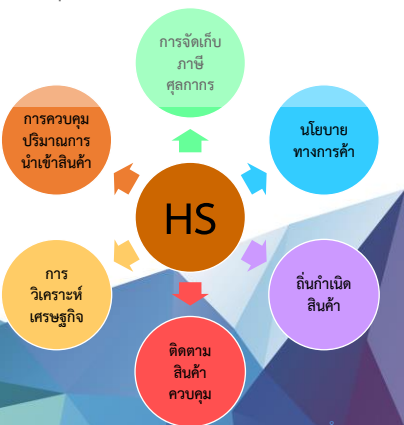 การจัดเก็บ
ภาษี
ศุลกากร
การควบคุม
ปริมาณการ
นำเข้าสินค้า
นโยบาย
ทางการค้า
HS
การ
วิเคราะห์
เศรษฐกิจ
ถิ่นกำเนิด
สินค้า
ติดตาม
สินค้า
ควบคุม